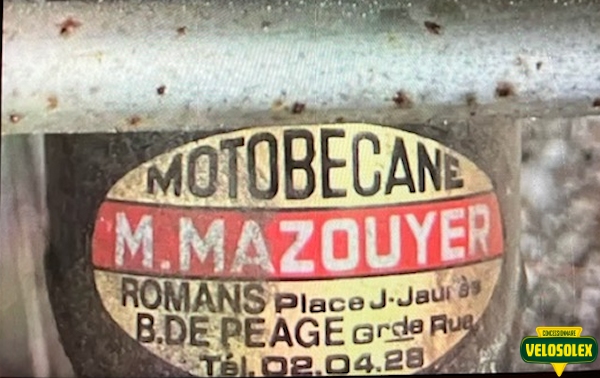 MOTOBECANE
M.MAZOUYER
ROMANS Place J.Jaurès
B.DE PEAGE Grde Rue
Tél. 02.04.28
CONCESSIONNAIRE
VELOSOLEX